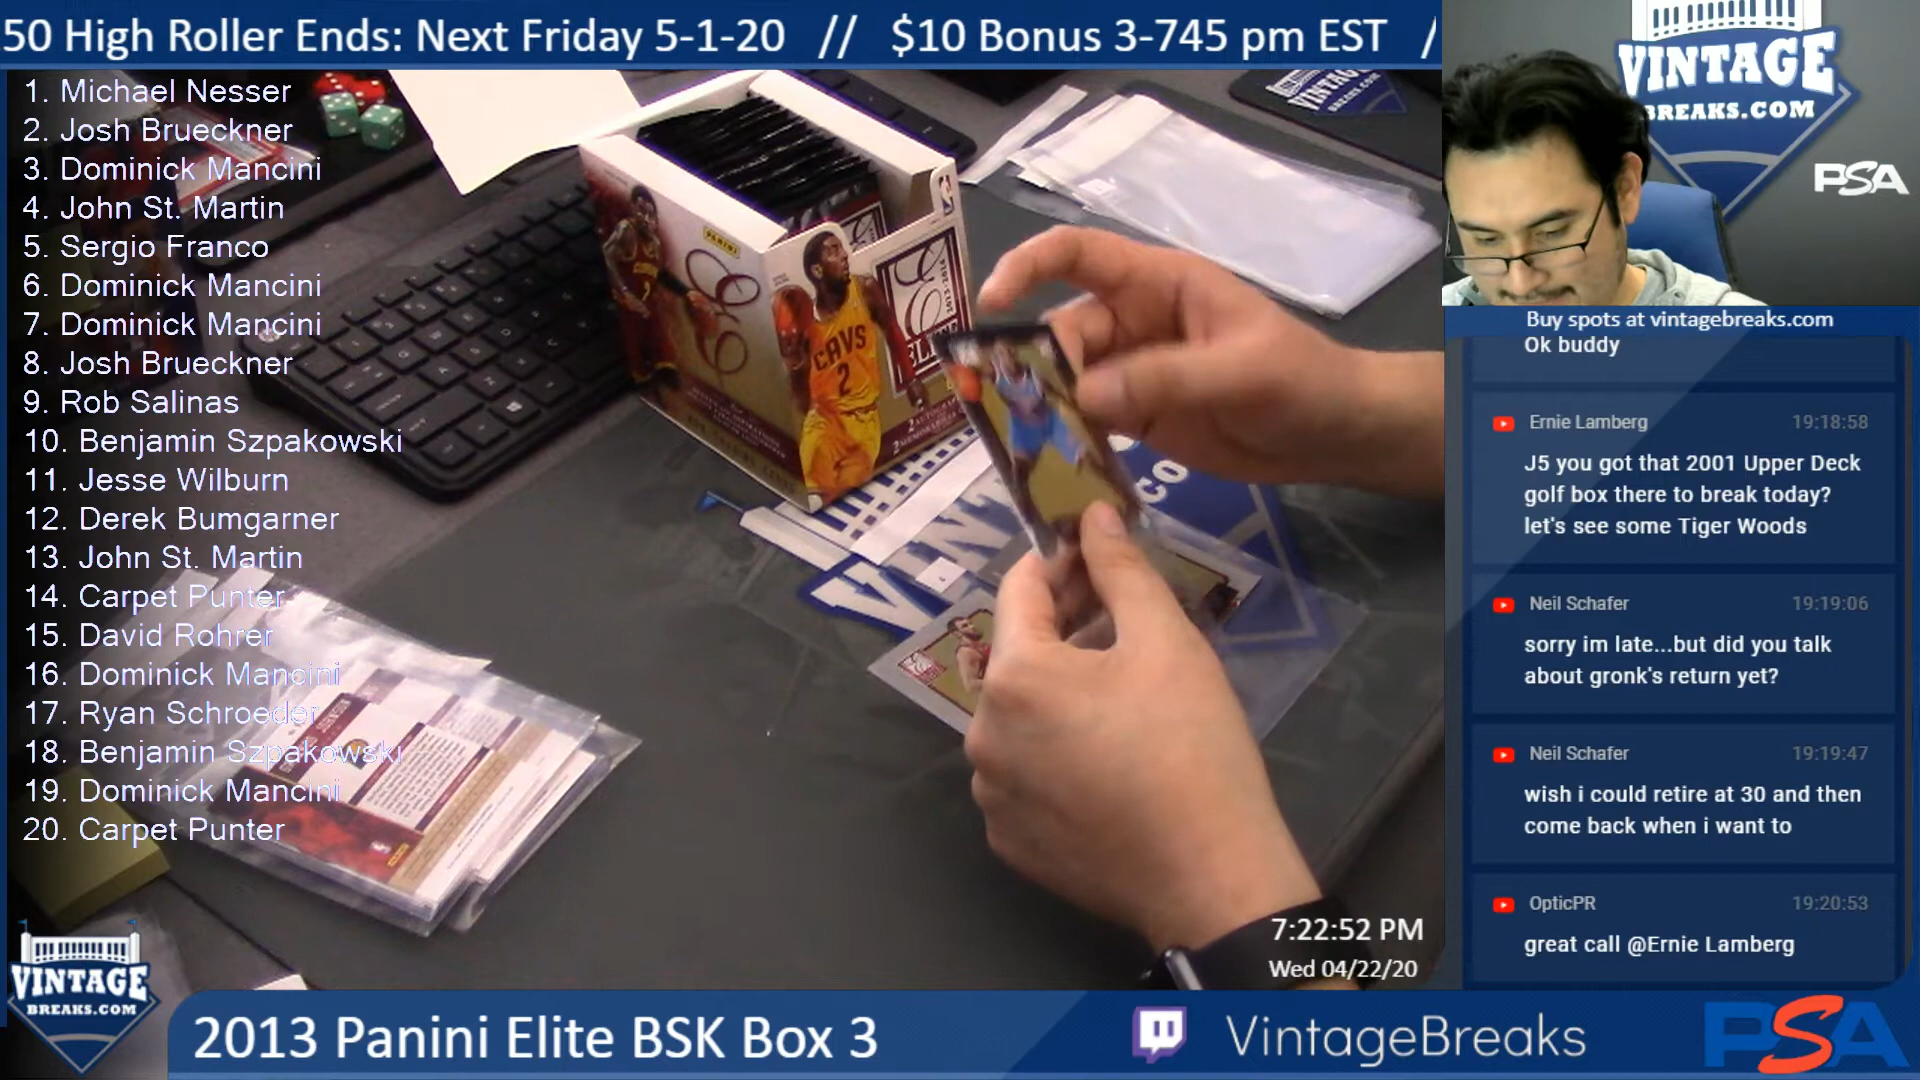 50 High Roller Ends: Next Friday 5-1-20 // $10 Bonus 3-745 pm EST /
1. Michael Nesser
2. Josh Brueckner
3. Dominick Mancini
4. John St. Martin
5. Sergio Franco
6. Dominick Mancini
7. Dominick Mancini
8. Josh Brueckner
9. Rob Salinas
10. Benjamin Szpakowski
11. Jesse Wilburn
12. Derek Bumgarner
13. John St. Martin
14. Carpet Punter
15. David Rohrer
16. Dominick Mancini
17. Ryan Schroeder
18. Benjamin Szpakowski
19. Dominick Mancini
20. Carpet Punter
PANINI
CAVS
2
2013-2014
VINTAGE
BREAKS.COM
PSA
Buy spots at vintagebreaks.com
Ok buddy
Ernie Lamberg 19:18:58
J5 you got that 2001 Upper Deck
golf box there to break today?
let's see some Tiger Woods
Neil Schafer 19:19:06
sorry im late...but did you talk
about gronk's return yet?
Neil Schafer 19:19:47
wish i could retire at 30 and then
come back when i want to
OpticPR 19:20:53
great call @Ernie Lamberg
7:22:52 PM
Wed 04/22/20
VINTAGE
BREAKS.COM
2013 Panini Elite BSK Box 3
VintageBreaks
PSA